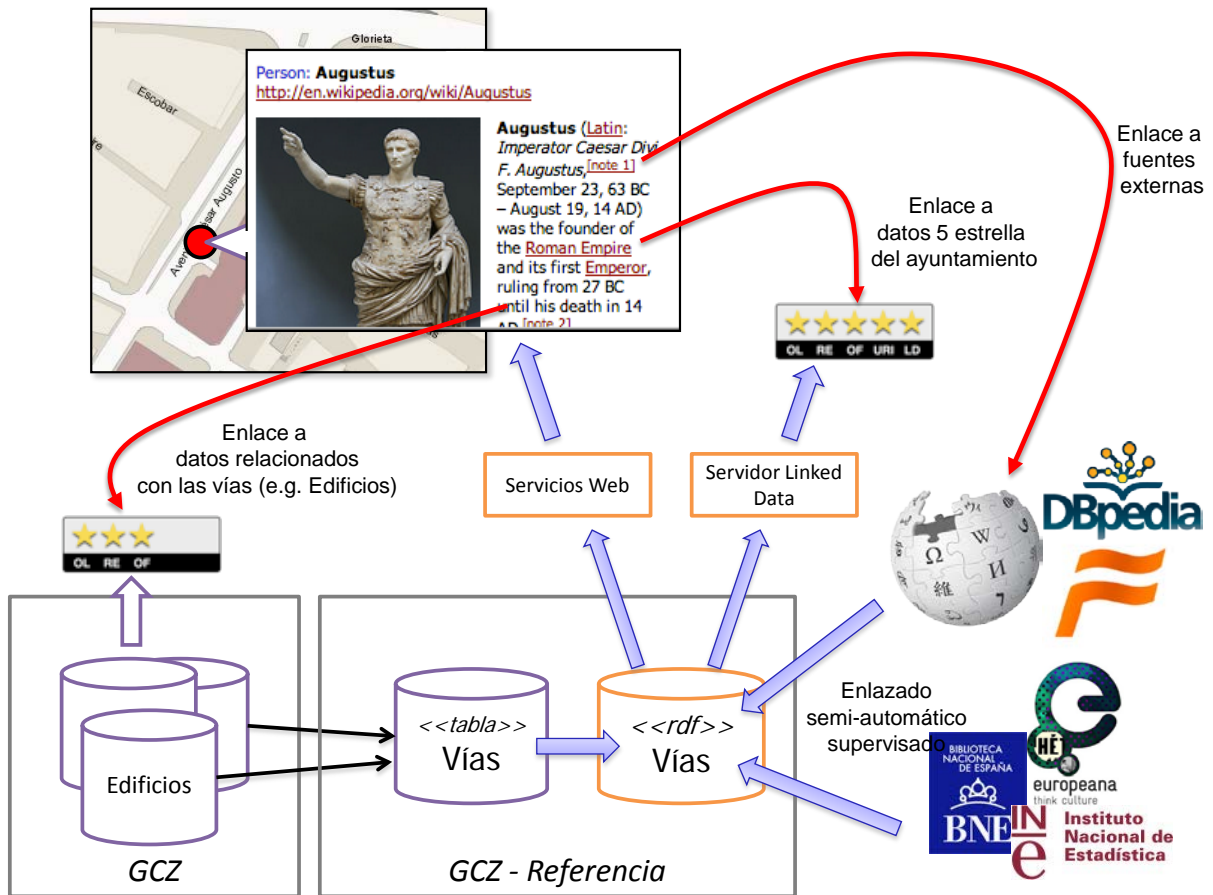 Glorieta
Escobar
Person: Augustus
http://en.wikipedia.org/wiki/Augustus
Augustus (Latin:
Imperator Caesar Divi
F. Augustus,[note 1]
September 23, 63 BC
– August 19, 14 AD)
was the founder of
the Roman Empire
and its first Emperor,
ruling from 27 BC
until his death in 14
AD.[note 2]
Enlace a
fuentes
externas
Enlace a
datos 5 estrella
del ayuntamiento
OL RE OF URI LD
Enlace a
datos relacionados
con las vías (e.g. Edificios)
OL RE OF
Servicios Web
Servidor Linked
Data
Ω W И 維 7
DBpedia
Edificios
GCZ
<<tabla>>
Vías
<<rdf>>
Vías
GCZ - Referencia
Enlazado
semi-automático
supervisado
HÉ
europeana
think culture
BIBLIOTECA
NACIONAL
DE ESPAÑA
BNE
INe
Instituto
Nacional de
Estadística